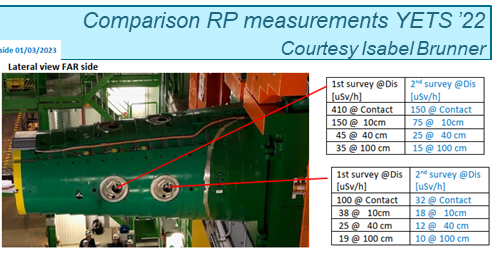 Comparison RP measurements YETS '22
Courtesy Isabel Brunner
side 01/03/2023
Lateral view FAR side
1st survey @Dis 2nd survey @Dis
[uSv/h] [uSv/h]
410 @ Contact 150 @ Contact
150 @ 10cm 75 @ 10cm
45 @ 40 cm 25 @ 40 cm
35 @ 100 cm 15 @ 100 cm
1st survey @Dis 2nd survey @Dis
[uSv/h] [uSv/h]
100 @ Contact 32 @ Contact
38 @ 10cm 18 @ 10cm
25 @ 40 cm 12 @ 40 cm
19 @ 100 cm 10 @ 100 cm